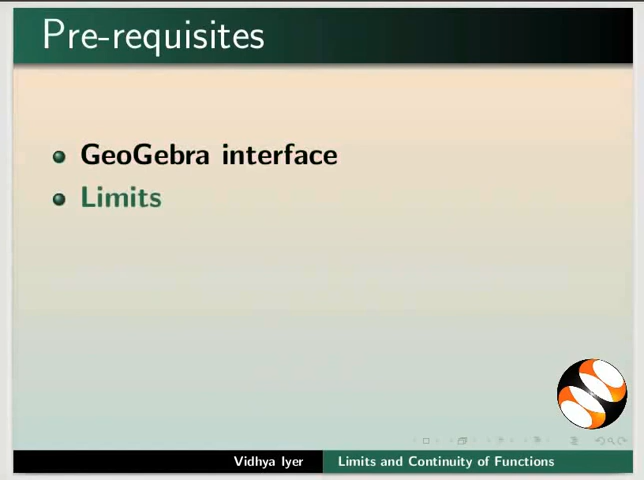 Pre-requisites
GeoGebra interface
Limits
Vidhya Iyer
Limits and Continuity of Functions